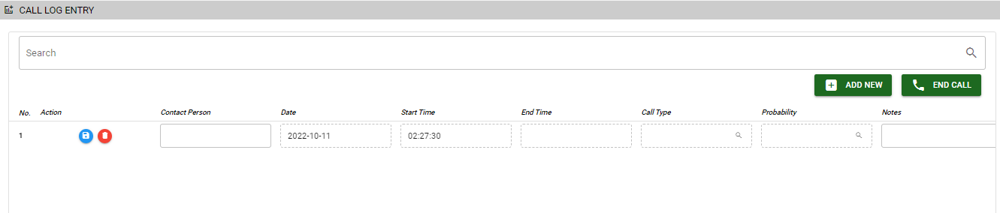 CALL LOG ENTRY
Search
ADD NEW END CALL
No. Action Contact Person Date Start Time End Time Call Type Probability Notes
1 2022-10-11 02:27:30